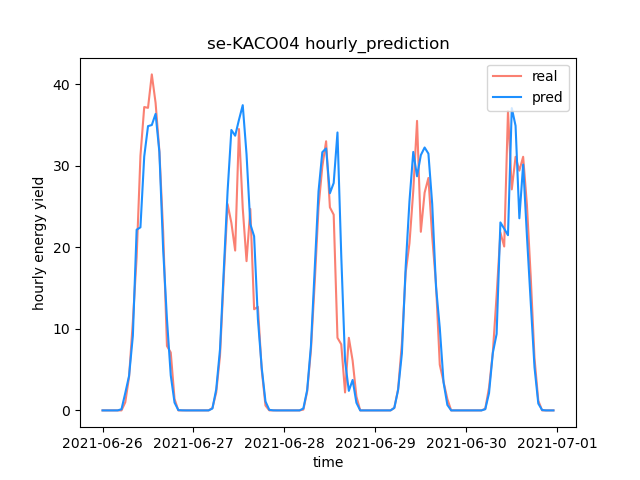 se-KACO04 hourly_prediction
real
pred
hourly energy yield
40
30
20
10
0
2021-06-26 2021-06-27 2021-06-28 2021-06-29 2021-06-30 2021-07-01
time